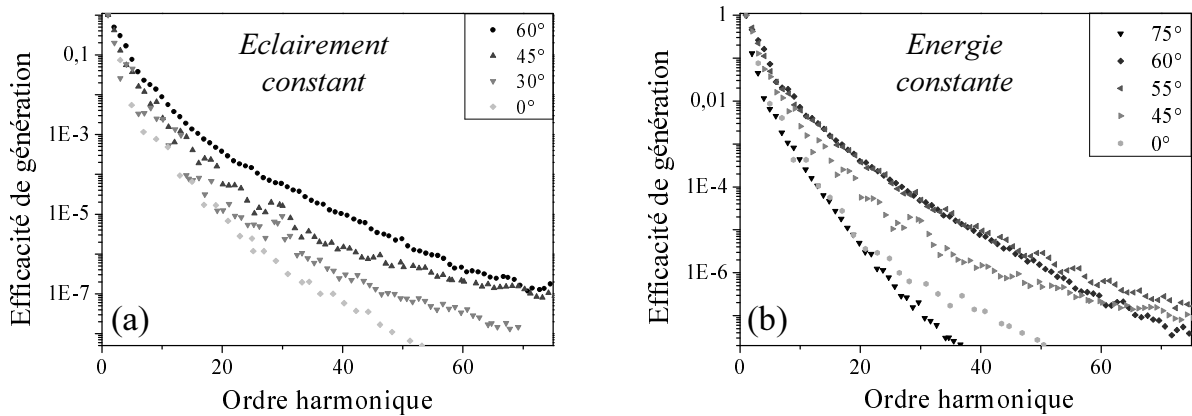 Efficacité de génération
0,1
1E-3
1E-5
1E-7
Eclairement
constant
60°
45°
30°
0°
(a)
0
20
40
60
Ordre harmonique
Efficacité de génération
1
0,01
1E-4
1E-6
Energie
constante
75°
60°
55°
45°
0°
(b)
0
20
40
60
Ordre harmonique